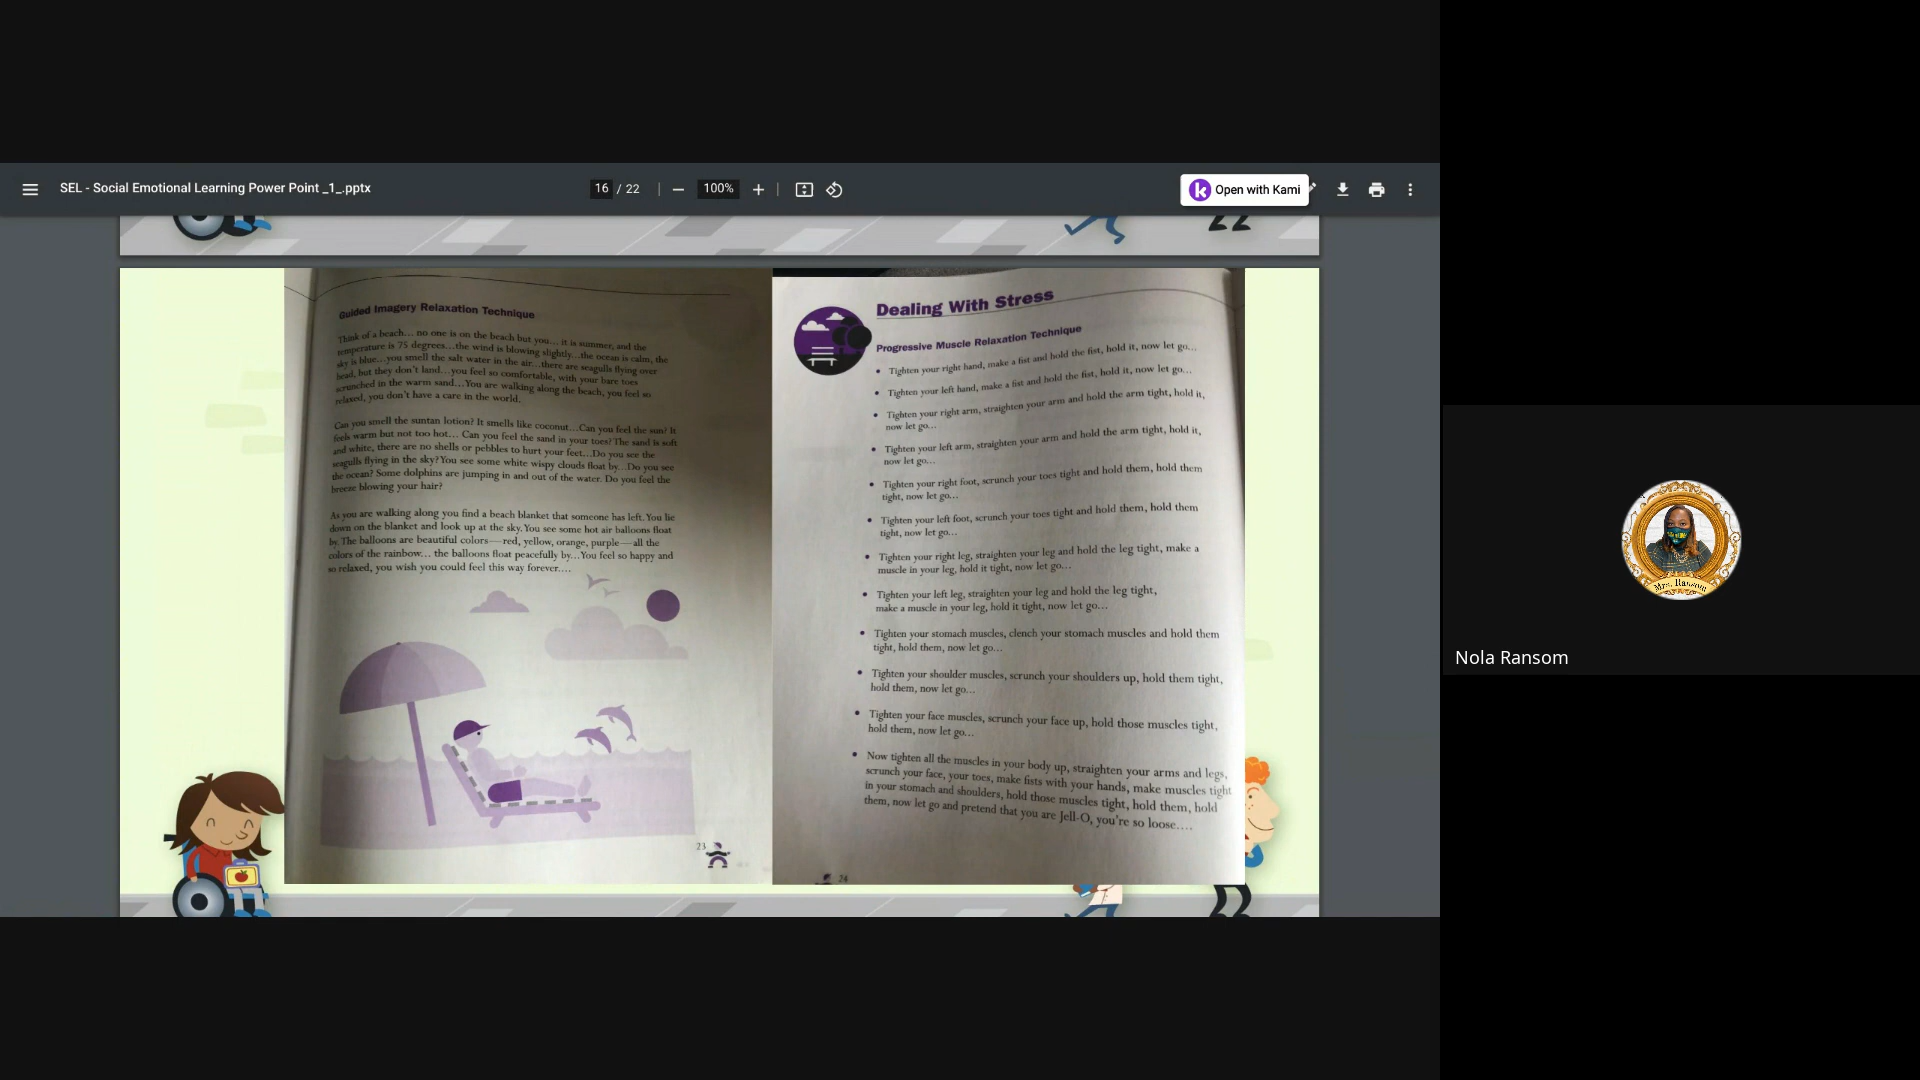 SEL - Social Emotional Learning Power Point _1_.pptx
16 / 22
100%
Open with Kami
Guided Imagery Relaxation Technique
Think of a beach... no one is on the beach but you... it is summer, and the
temperature is 75 degrees...the wind is blowing slightly...the ocean is calm, the
sky is blue...you smell the salt water in the air...there are seagulls flying over
head, but they don't land...you feel so comfortable, with your bare toes
scrunched in the warm sand...You are walking along the beach, you feel so
relaxed, you don't have a care in the world.
Can you smell the suntan lotion? It smells like coconut...Can you feel the sun? It
feels warm but not too hot... Can you feel the sand in your toes? The sand is soft
and white, there are no shells or pebbles to hurt your feet...Do you see the
seagulls flying in the sky? You see some white wispy clouds float by...Do you see
the ocean? Some dolphins are jumping in and out of the water. Do you feel the
breeze blowing your hair?
As you are walking along you find a beach blanket that someone has left. You lie
down on the blanket and look up at the sky. You see some hot air balloons float
by. The balloons are beautiful colors—red, yellow, orange, purple—all the
colors of the rainbow... the balloons float peacefully by...You feel so happy and
so relaxed, you wish you could feel this way forever....
23
Dealing With Stress
Progressive Muscle Relaxation Technique
• Tighten your right hand, make a fist and hold the fist, hold it, now let go...
• Tighten your left hand, make a fist and hold the fist, hold it, now let go...
• Tighten your right arm, straighten your arm and hold the arm tight, hold it,
now let go...
• Tighten your left arm, straighten your arm and hold the arm tight, hold it,
now let go...
• Tighten your right foot, scrunch your toes tight and hold them, hold them
tight, now let go...
• Tighten your left foot, scrunch your toes tight and hold them, hold them
tight, now let go...
• Tighten your right leg, straighten your leg and hold the leg tight, make a
muscle in your leg, hold it tight, now let go...
• Tighten your left leg, straighten your leg and hold the leg tight,
make a muscle in your leg, hold it tight, now let go...
• Tighten your stomach muscles, clench your stomach muscles and hold them
tight, hold them, now let go...
• Tighten your shoulder muscles, scrunch your shoulders up, hold them tight,
hold them, now let go...
• Tighten your face muscles, scrunch your face up, hold those muscles tight,
hold them, now let go...
• Now tighten all the muscles in your body up, straighten your arms and legs,
scrunch your face, your toes, make fists with your hands, make muscles tight
in your stomach and shoulders, hold those muscles tight, hold them, hold
them, now let go and pretend that you are Jell-O, you're so loose....
24
Mrs. Ransom
Nola Ransom